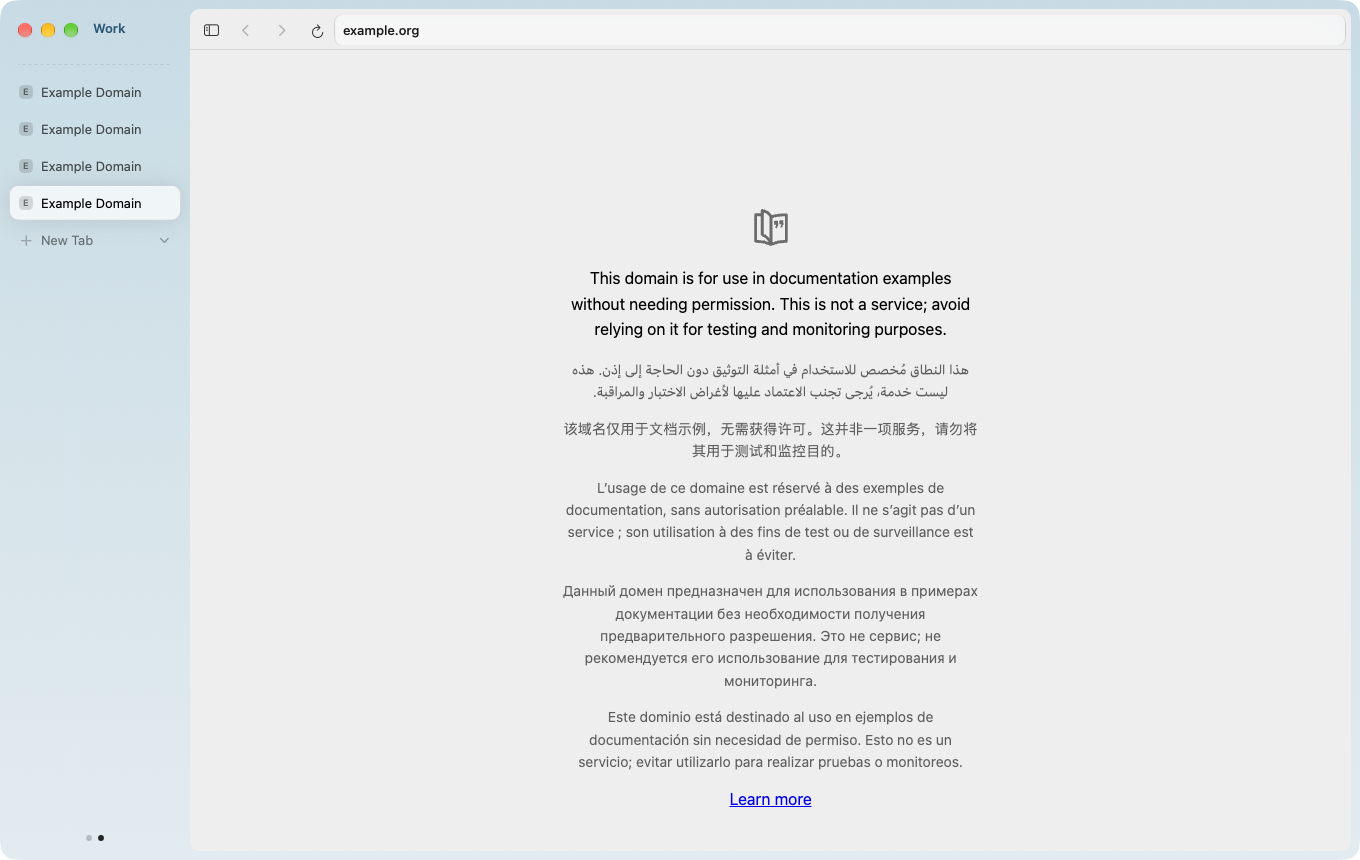 Work
example.org
E Example Domain
E Example Domain
E Example Domain
E Example Domain
New Tab
This domain is for use in documentation examples
without needing permission. This is not a service; avoid
relying on it for testing and monitoring purposes.
هذا النطاق مُخصص للاستخدام في أمثلة التوثيق دون الحاجة إلى إذن. هذه
ليست خدمة، يُرجى تجنب الاعتماد عليها لأغراض الاختبار والمراقبة.
该域名仅用于文档示例，无需获得许可。这并非一项服务，请勿将
其用于测试和监控目的。
L’usage de ce domaine est réservé à des exemples de
documentation, sans autorisation préalable. Il ne s’agit pas d’un
service ; son utilisation à des fins de test ou de surveillance est
à éviter.
Данный домен предназначен для использования в примерах
документации без необходимости получения
предварительного разрешения. Это не сервис; не
рекомендуется его использование для тестирования и
мониторинга.
Este dominio está destinado al uso en ejemplos de
documentación sin necesidad de permiso. Esto no es un
servicio; evitar utilizarlo para realizar pruebas o monitoreos.
Learn more